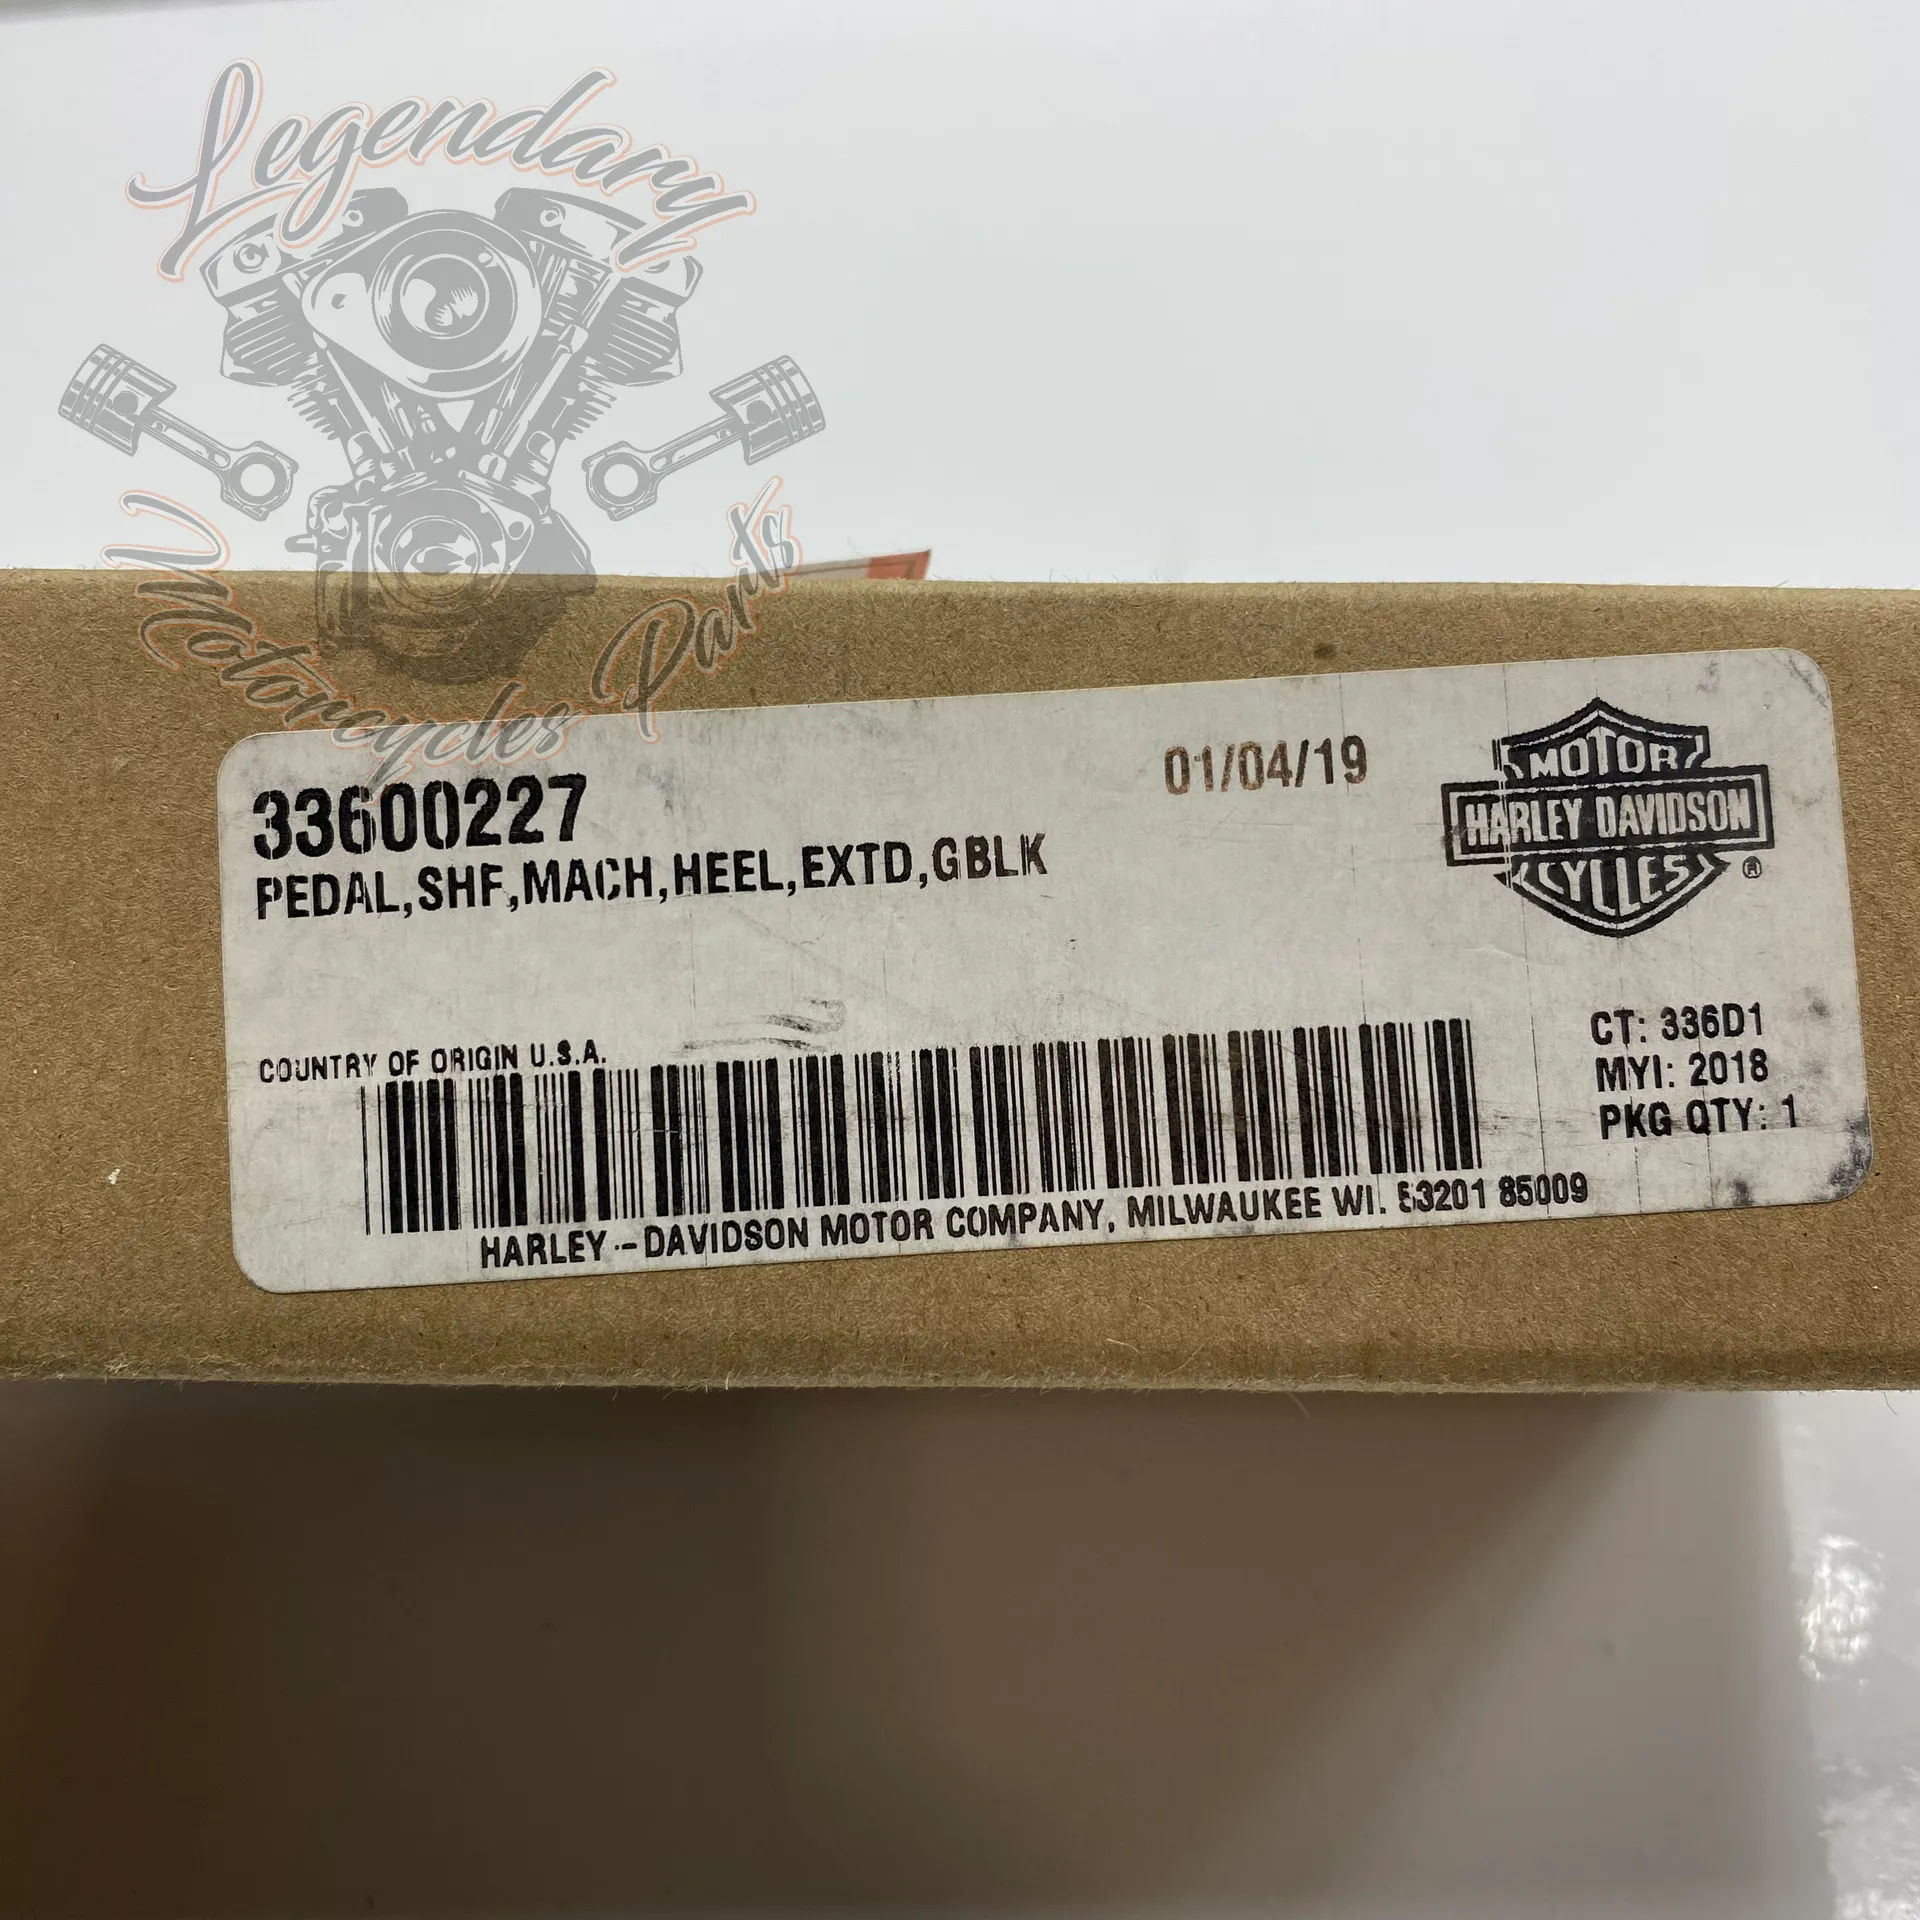 Legendary
Motorcycles Parts
33600227
01/04/19
PEDAL,SHF,MACH,HEEL,EXTD,GBLK
MOTOR
HARLEY-DAVIDSON
CYCLES
®
COUNTRY OF ORIGIN U.S.A.
CT: 336D1
MYI: 2018
PKG QTY: 1
HARLEY-DAVIDSON MOTOR COMPANY, MILWAUKEE WI. 53201 85009